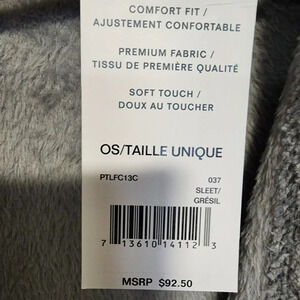 COMFORT FIT /
AJUSTEMENT CONFORTABLE
PREMIUM FABRIC /
TISSU DE PREMIÈRE QUALITÉ
SOFT TOUCH /
DOUX AU TOUCHER
OS/TAILLE UNIQUE
PTLFC13C 037
SLEET/
GRÉSIL
7 13610 14112 3
MSRP $92.50